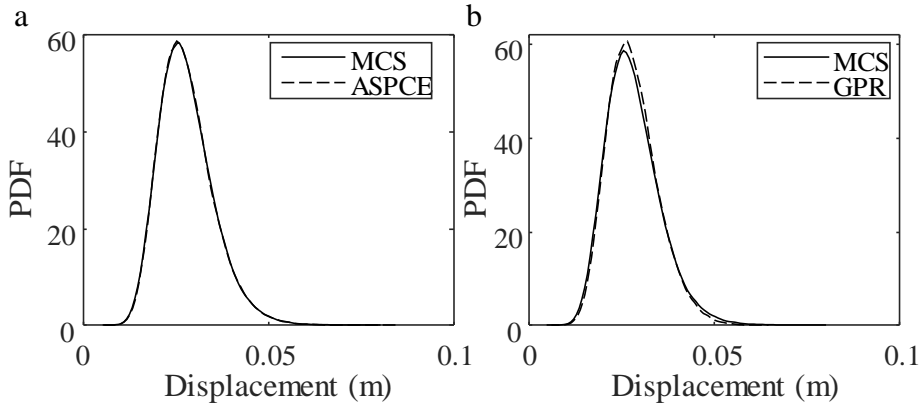 a
60
40
20
0
PDF
MCS
ASPCE
0
0.05
0.1
Displacement (m)
b
60
40
20
0
PDF
MCS
GPR
0
0.05
0.1
Displacement (m)